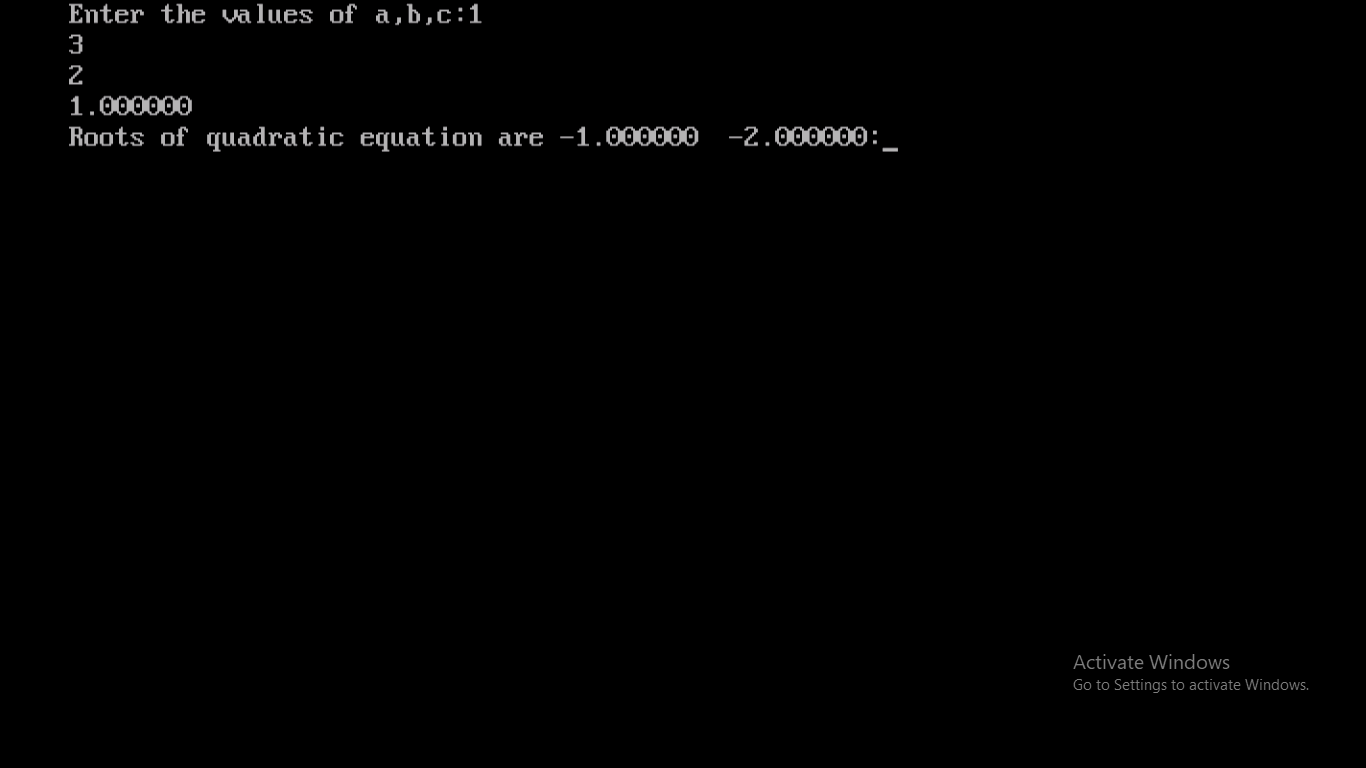 Enter the values of a,b,c:1
3
2
1.000000
Roots of quadratic equation are -1.000000  -2.000000:_
Activate Windows
Go to Settings to activate Windows.